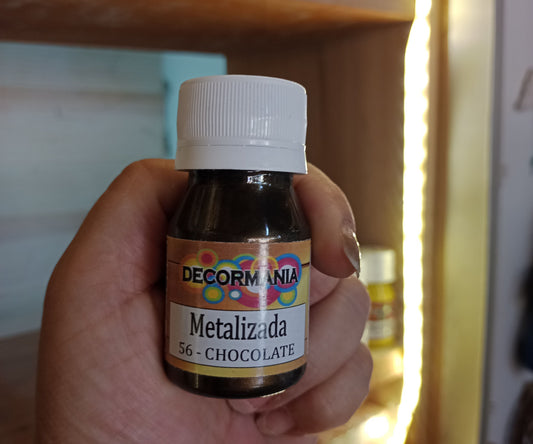 DECORMANIA
Metalizada
56 - CHOCOLATE